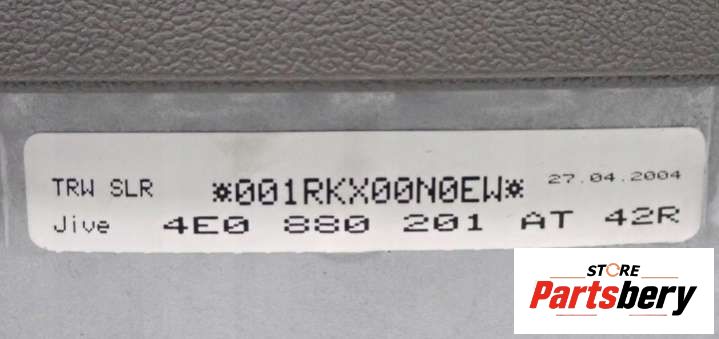 TRW SLR *001RKX00N0EW* 27.04.2004
Jive 4E0 880 201 AT 42R
STORE
Partsbery